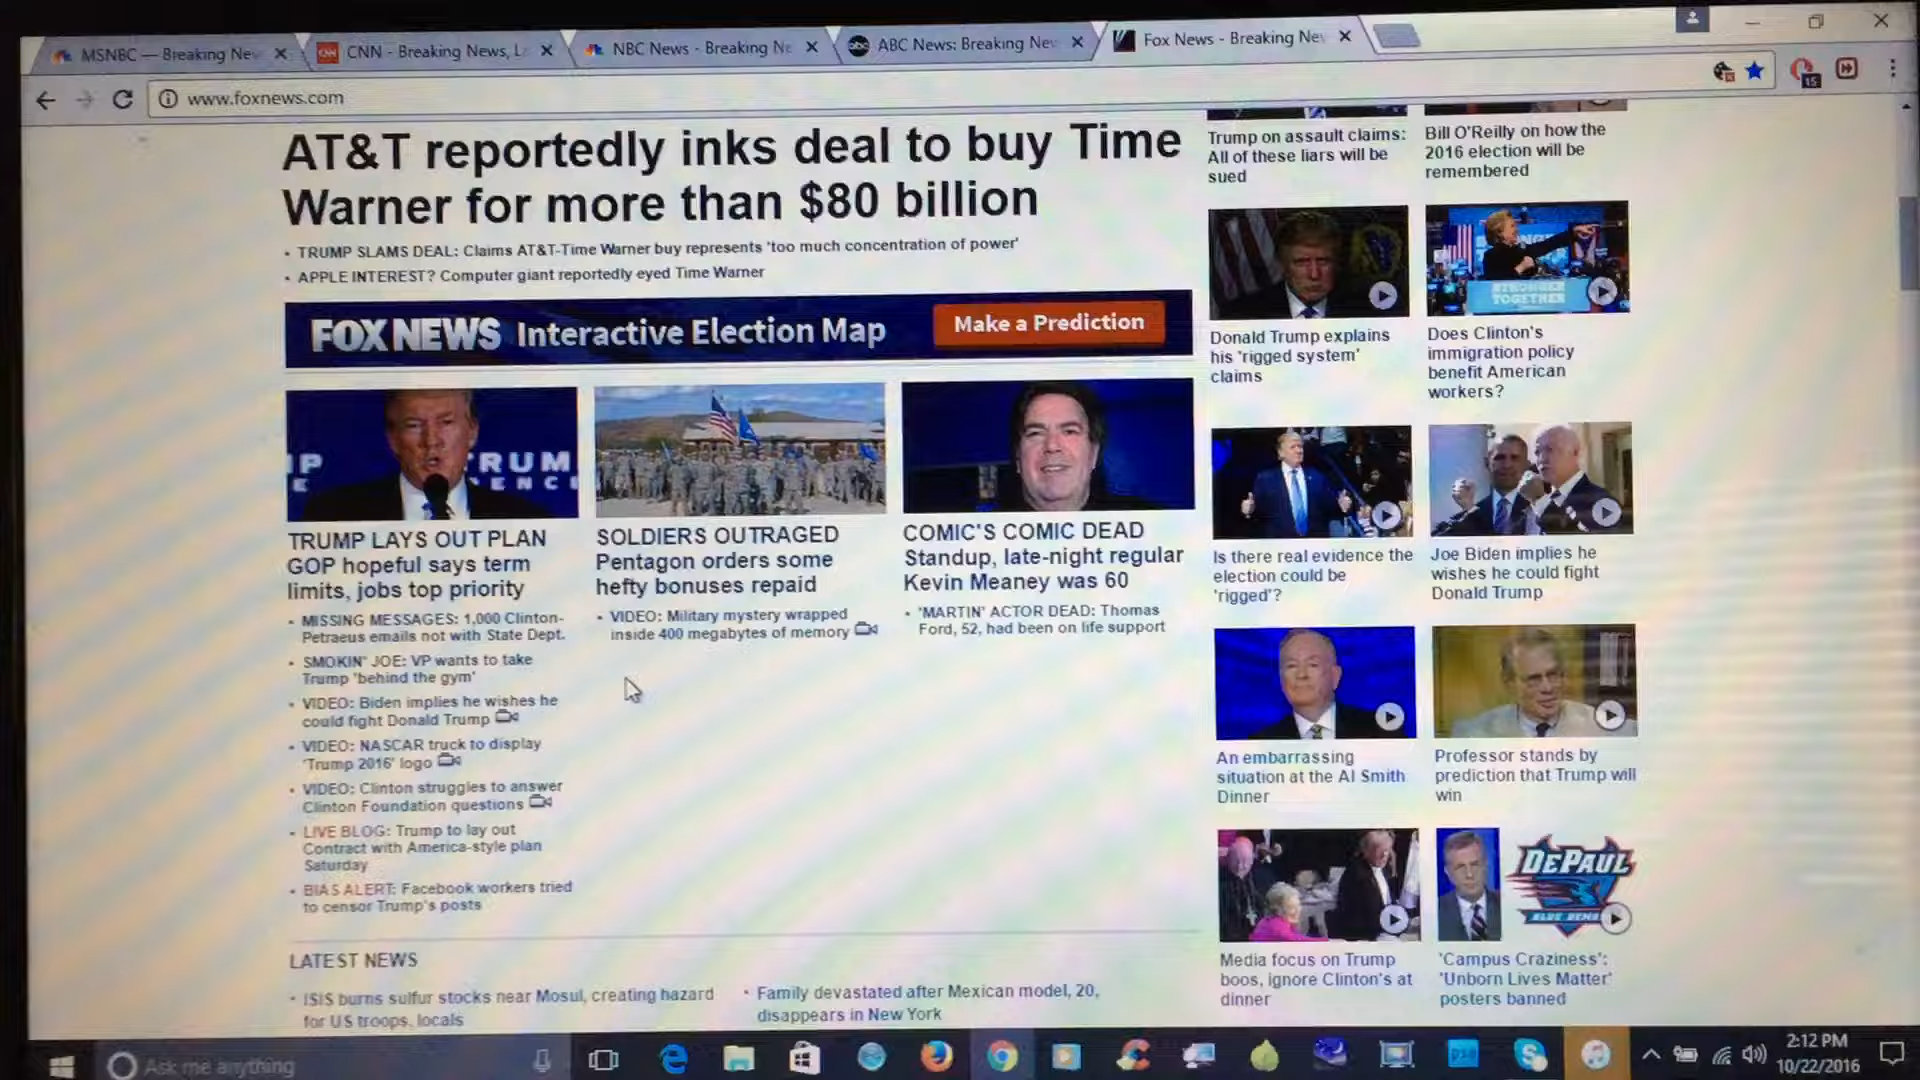 MSNBC — Breaking New
CNN - Breaking News, L
NBC News - Breaking Ne
ABC News: Breaking New
Fox News - Breaking New
www.foxnews.com
15
AT&T reportedly inks deal to buy Time
Warner for more than $80 billion
TRUMP SLAMS DEAL: Claims AT&T-Time Warner buy represents 'too much concentration of power'
APPLE INTEREST? Computer giant reportedly eyed Time Warner
FOX NEWS Interactive Election Map
Make a Prediction
TRUMP LAYS OUT PLAN
GOP hopeful says term
limits, jobs top priority
MISSING MESSAGES: 1,000 Clinton-
Petraeus emails not with State Dept.
SMOKIN' JOE: VP wants to take
Trump 'behind the gym'
VIDEO: Biden implies he wishes he
could fight Donald Trump
VIDEO: NASCAR truck to display
'Trump 2016' logo
VIDEO: Clinton struggles to answer
Clinton Foundation questions
LIVE BLOG: Trump to lay out
Contract with America-style plan
Saturday
BIAS ALERT: Facebook workers tried
to censor Trump's posts
SOLDIERS OUTRAGED
Pentagon orders some
hefty bonuses repaid
VIDEO: Military mystery wrapped
inside 400 megabytes of memory
COMIC'S COMIC DEAD
Standup, late-night regular
Kevin Meaney was 60
'MARTIN' ACTOR DEAD: Thomas
Ford, 52, had been on life support
LATEST NEWS
ISIS burns sulfur stocks near Mosul, creating hazard
for US troops, locals
Family devastated after Mexican model, 20,
disappears in New York
Trump on assault claims:
All of these liars will be
sued
Bill O'Reilly on how the
2016 election will be
remembered
STRONGER
TOGETHER
Donald Trump explains
his 'rigged system'
claims
Does Clinton's
immigration policy
benefit American
workers?
Is there real evidence the
election could be
'rigged'?
Joe Biden implies he
wishes he could fight
Donald Trump
An embarrassing
situation at the Al Smith
Dinner
Professor stands by
prediction that Trump will
win
DEPAUL
Media focus on Trump
boos, ignore Clinton's at
dinner
'Campus Craziness':
'Unborn Lives Matter'
posters banned
Ask me anything
2:12 PM
10/22/2016